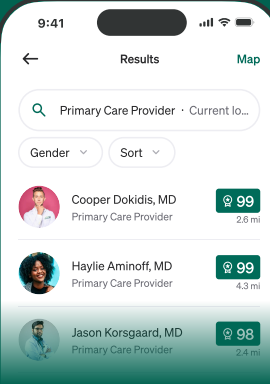 9:41
Results
Map
Primary Care Provider · Current lo...
Gender
Sort
Cooper Dokidis, MD
Primary Care Provider
99
2.6 mi
Haylie Aminoff, MD
Primary Care Provider
99
4.3 mi
Jason Korsgaard, MD
Primary Care Provider
98
2.4 mi